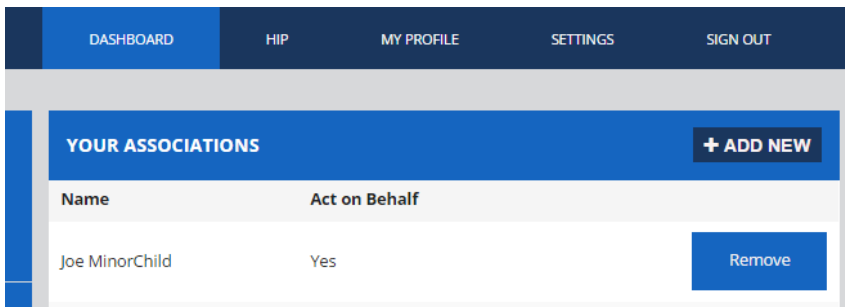 DASHBOARD HIP MY PROFILE SETTINGS SIGN OUT
YOUR ASSOCIATIONS + ADD NEW
Name Act on Behalf
Joe MinorChild Yes Remove